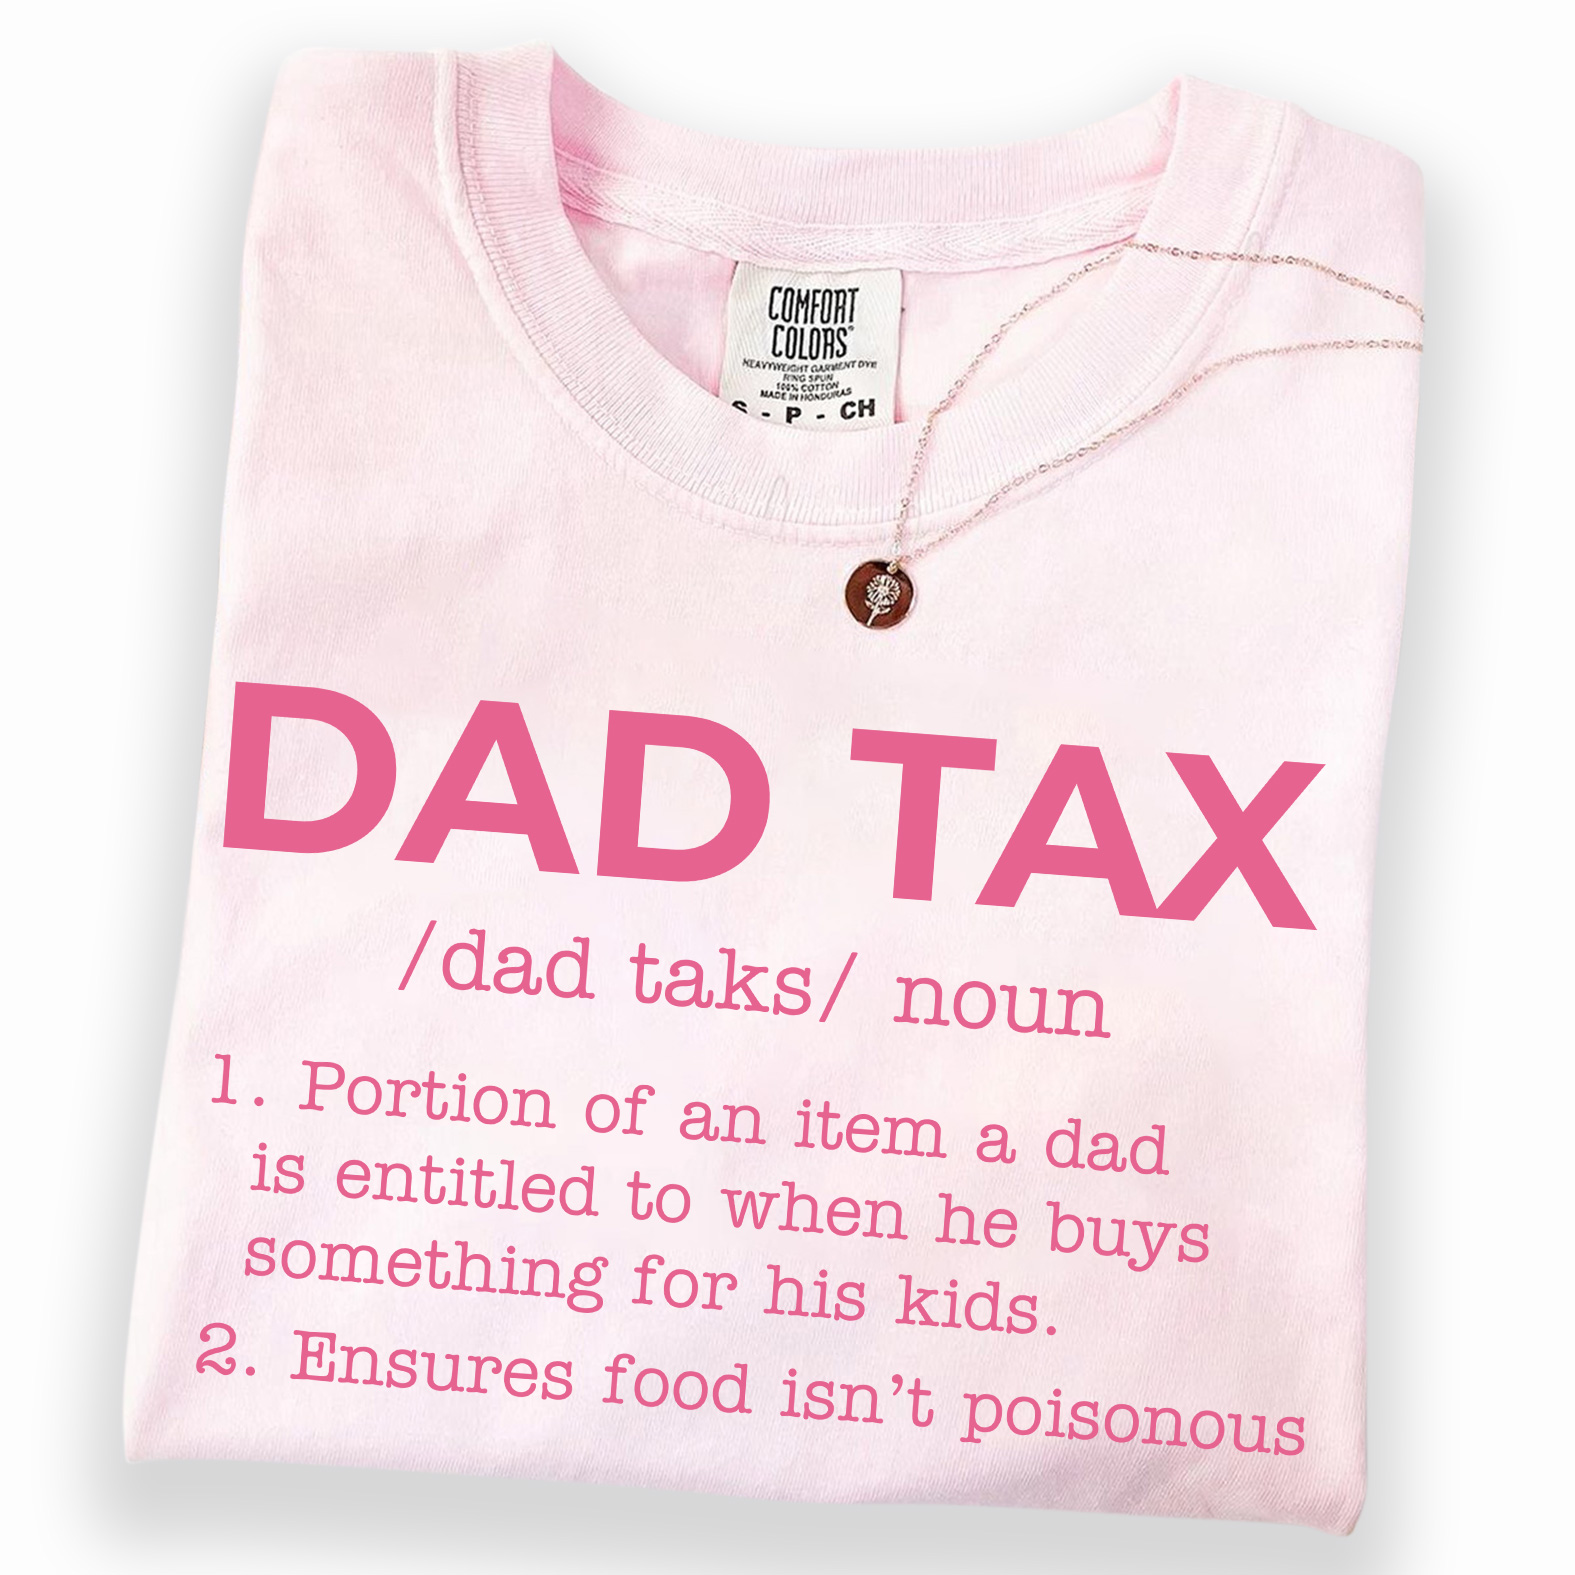 COMFORT
COLORS®
HEAVYWEIGHT GARMENT DYE
RING SPUN
100% COTTON
MADE IN HONDURAS
S - P - CH
DAD TAX
/dad taks/ noun
1. Portion of an item a dad
is entitled to when he buys
something for his kids.
2. Ensures food isn’t poisonous